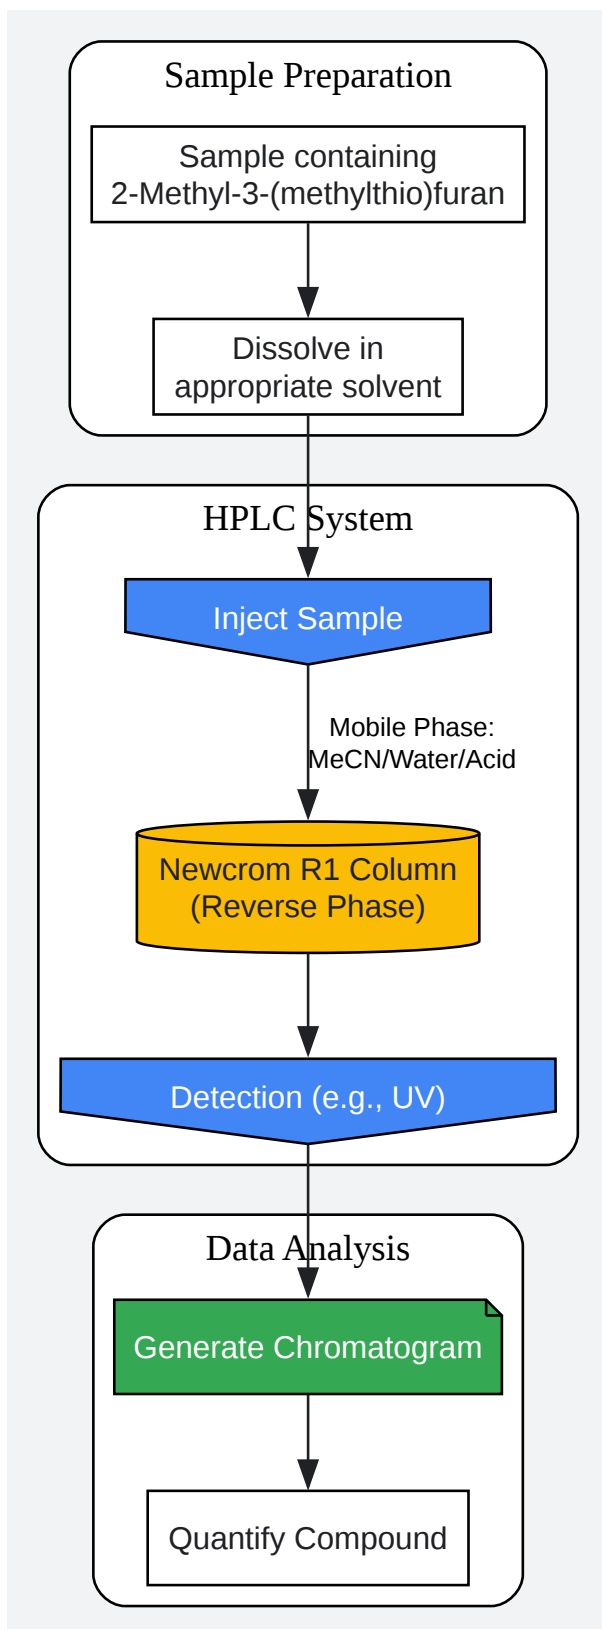 Sample Preparation
Sample containing
2-Methyl-3-(methylthio)furan
Dissolve in
appropriate solvent
HPLC System
Inject Sample
Mobile Phase:
MeCN/Water/Acid
Newcrom R1 Column
(Reverse Phase)
Detection (e.g., UV)
Data Analysis
Generate Chromatogram
Quantify Compound